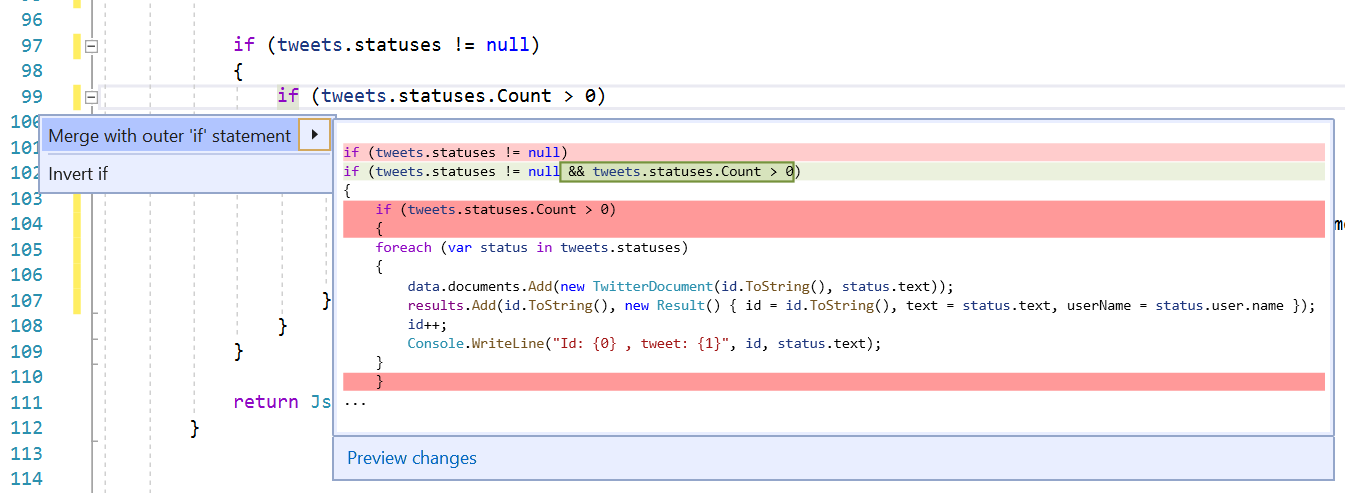 96
97 if (tweets.statuses != null)
98 {
99 if (tweets.statuses.Count > 0)
100
Merge with outer 'if' statement
101
102
Invert if
103
104
105
106
107 }
108 }
109 }
110
111 return Js
112 }
113
114
if (tweets.statuses != null)
if (tweets.statuses != null && tweets.statuses.Count > 0)
{
if (tweets.statuses.Count > 0)
{
foreach (var status in tweets.statuses)
{
data.documents.Add(new TwitterDocument(id.ToString(), status.text));
results.Add(id.ToString(), new Result() { id = id.ToString(), text = status.text, userName = status.user.name });
id++;
Console.WriteLine("Id: {0} , tweet: {1}", id, status.text);
}
}
...
Preview changes